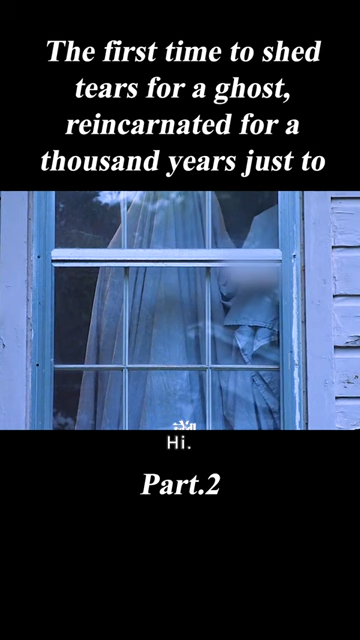 The first time to shed
tears for a ghost,
reincarnated for a
thousand years just to
Hi.
Part.2